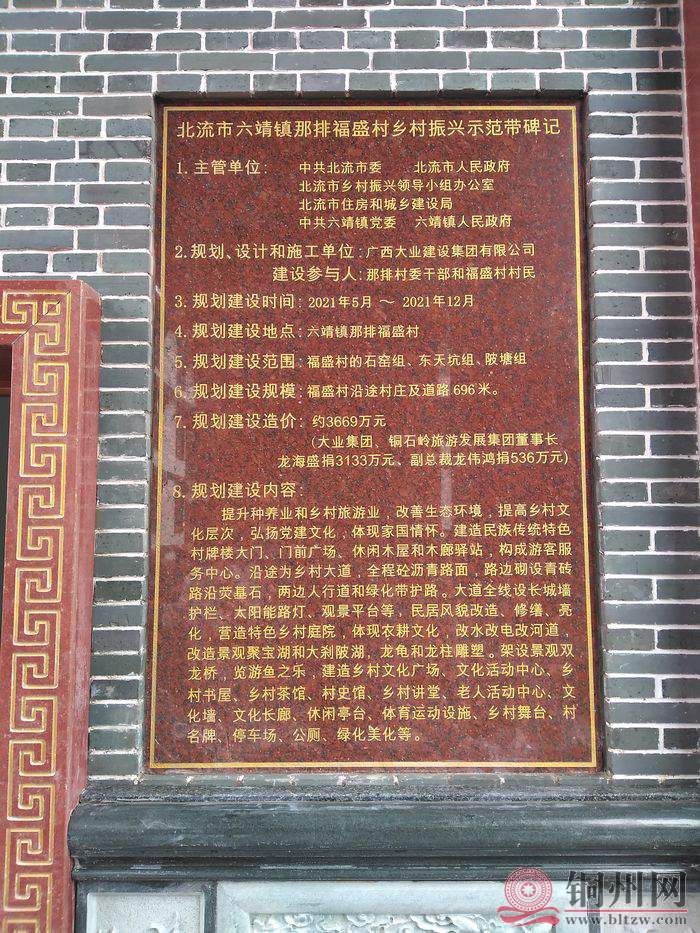 北流市六靖镇那排福盛村乡村振兴示范带碑记
1. 主管单位： 中共北流市委 北流市人民政府
北流市乡村振兴领导小组办公室
北流市住房和城乡建设局
中共六靖镇党委 六靖镇人民政府
2. 规划、设计和施工单位：广西大业建设集团有限公司
建设参与人：那排村委干部和福盛村村民
3. 规划建设时间：2021年5月 ～ 2021年12月
4. 规划建设地点：六靖镇那排福盛村
5. 规划建设范围：福盛村的石窑组、东天坑组、陂塘组
6. 规划建设规模：福盛村沿途村庄及道路 696 米。
7. 规划建设造价：约3669万元
（大业集团、铜石岭旅游发展集团董事长
龙海盛捐3133万元、副总裁龙伟鸿捐536万元)
8. 规划建设内容：
提升种养业和乡村旅游业，改善生态环境，提高乡村文
化层次，弘扬党建文化，体现家国情怀。建造民族传统特色
村牌楼大门、门前广场、休闲木屋和木廊驿站，构成游客服
务中心。沿途为乡村大道，全程砼沥青路面，路边砌设青砖
路沿荧基石，两边人行道和绿化带护路。大道全线设长城墙
护栏、太阳能路灯、观景平台等，民居风貌改造、修缮、亮
化，营造特色乡村庭院，体现农耕文化，改水改电改河道，
改造景观聚宝湖和大刹陂湖，龙龟和龙柱雕塑。架设景观双
龙桥，览游鱼之乐，建造乡村文化广场、文化活动中心、乡
村书屋、乡村茶馆、村史馆、乡村讲堂、老人活动中心、文
化墙、文化长廊、休闲亭台、体育运动设施、乡村舞台、村
名牌、停车场、公厕、绿化美化等。
铜州网
www.bltzw.com